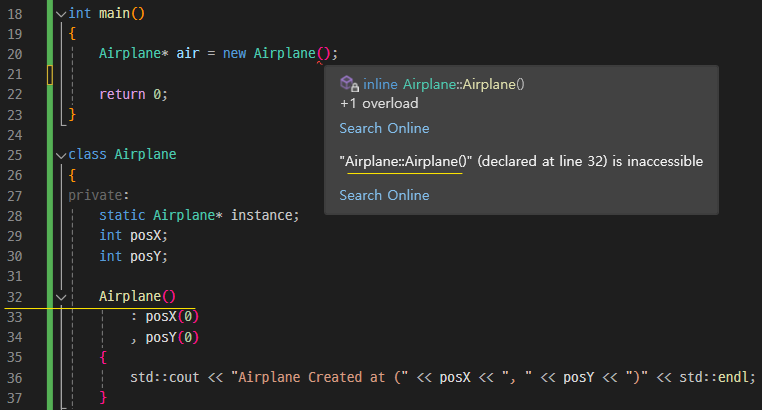 18 int main()
19 {
20 Airplane* air = new Airplane();
21
22 return 0;
23 }
24
25 class Airplane
26 {
27 private:
28 static Airplane* instance;
29 int posX;
30 int posY;
31
32 Airplane()
33 : posX(0)
34 , posY(0)
35 {
36 std::cout << "Airplane Created at (" << posX << ", " << posY << ")" << std::endl;
37 }
inline Airplane::Airplane()
+1 overload
Search Online
"Airplane::Airplane()" (declared at line 32) is inaccessible
Search Online